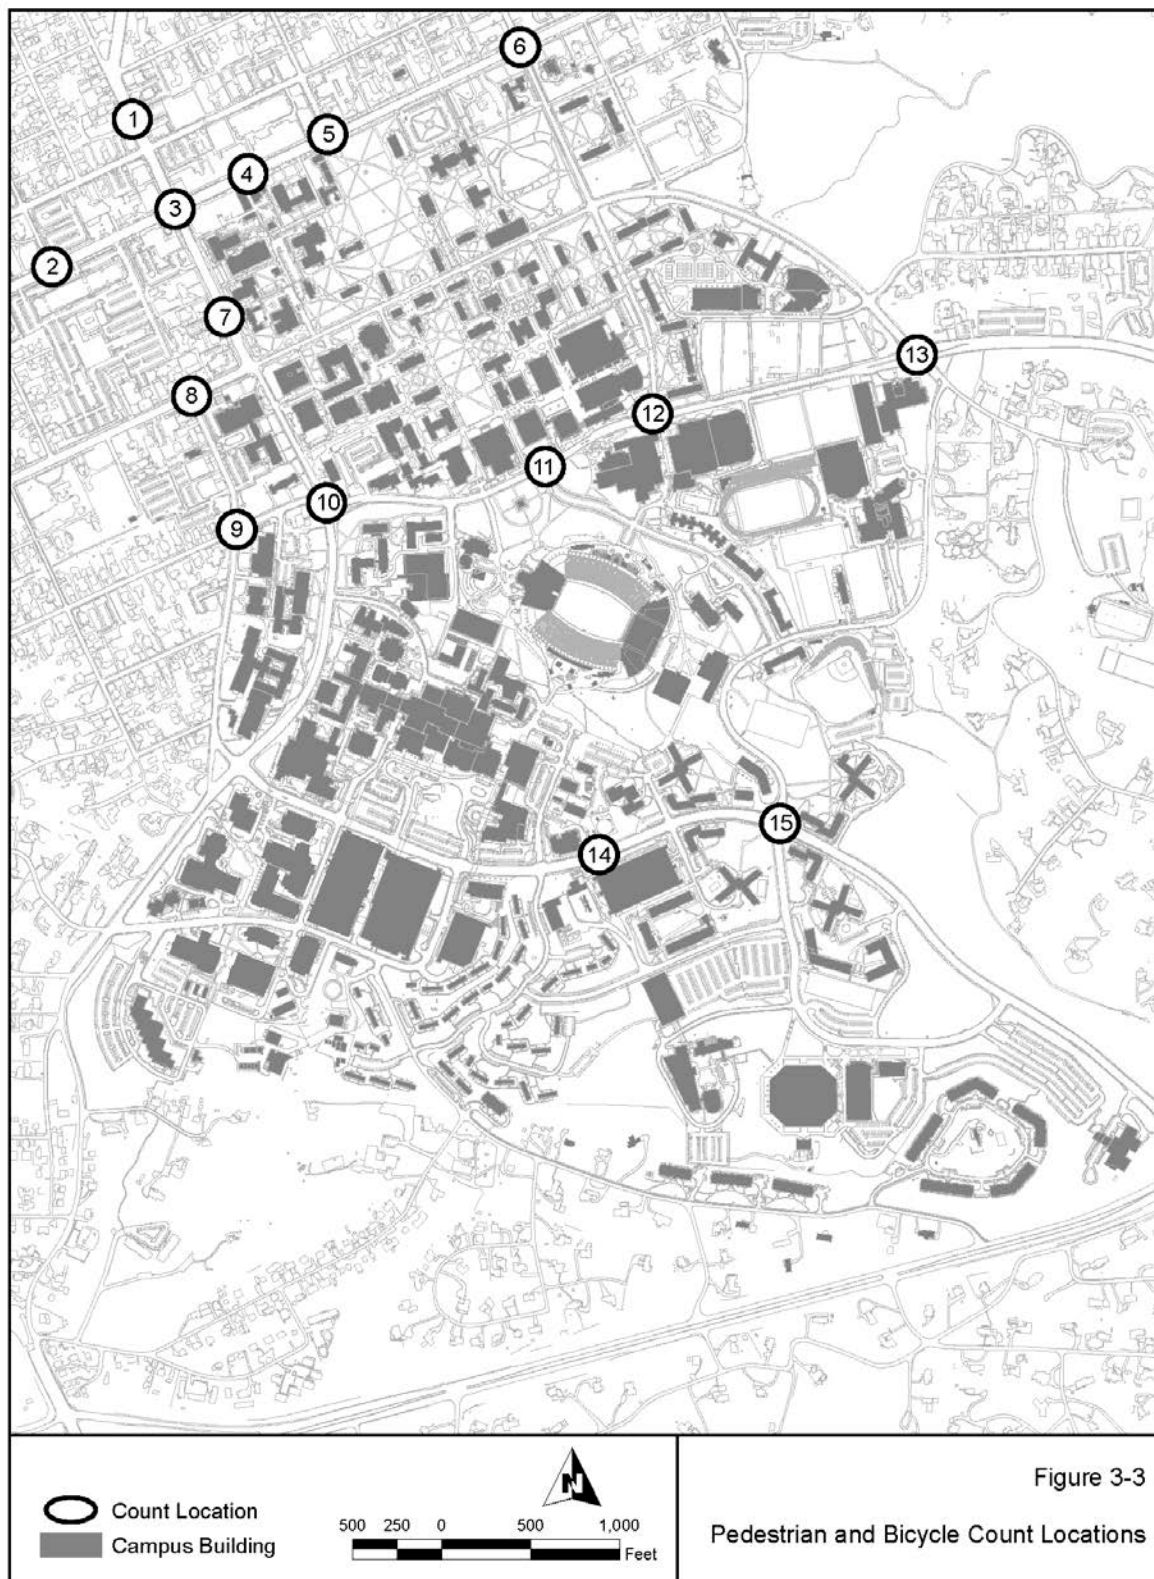 6
1
5
4
3
2
7
13
8
12
11
10
9
15
14
N
Figure 3-3
Count Location
500 250 0 500 1,000
Campus Building
Feet
Pedestrian and Bicycle Count Locations